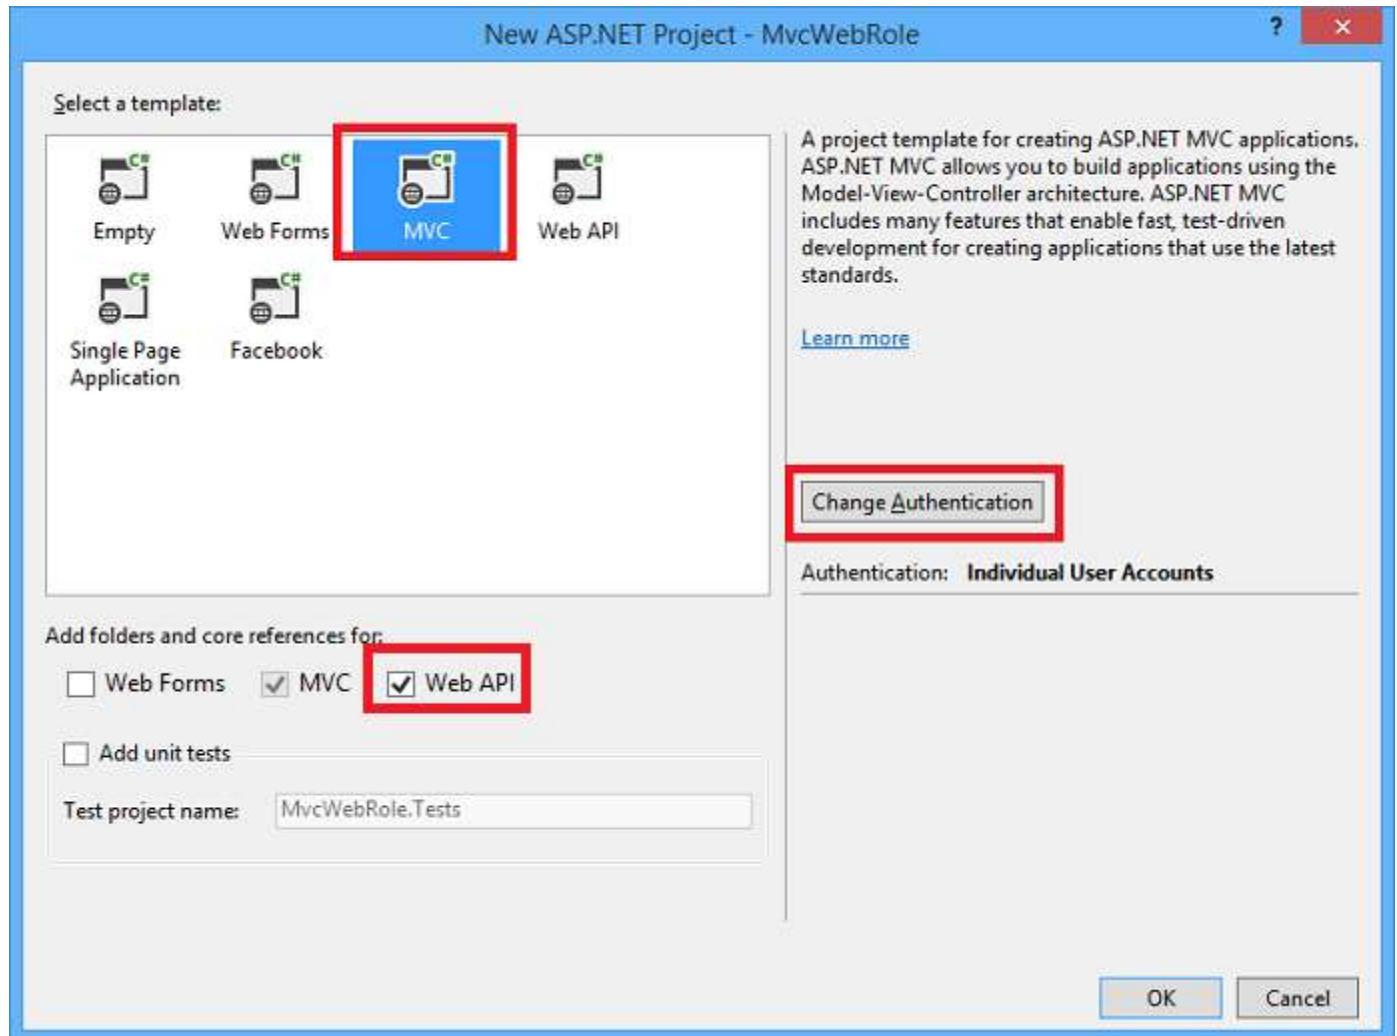 New ASP.NET Project - MvcWebRole
?
Select a template:
C# C# C# C#
Empty Web Forms MVC Web API
C# C#
Single Page Facebook
Application
A project template for creating ASP.NET MVC applications.
ASP.NET MVC allows you to build applications using the
Model-View-Controller architecture. ASP.NET MVC
includes many features that enable fast, test-driven
development for creating applications that use the latest
standards.
Learn more
Change Authentication
Authentication: Individual User Accounts
Add folders and core references for:
Web Forms MVC Web API
Add unit tests
Test project name: MvcWebRole.Tests
OK Cancel